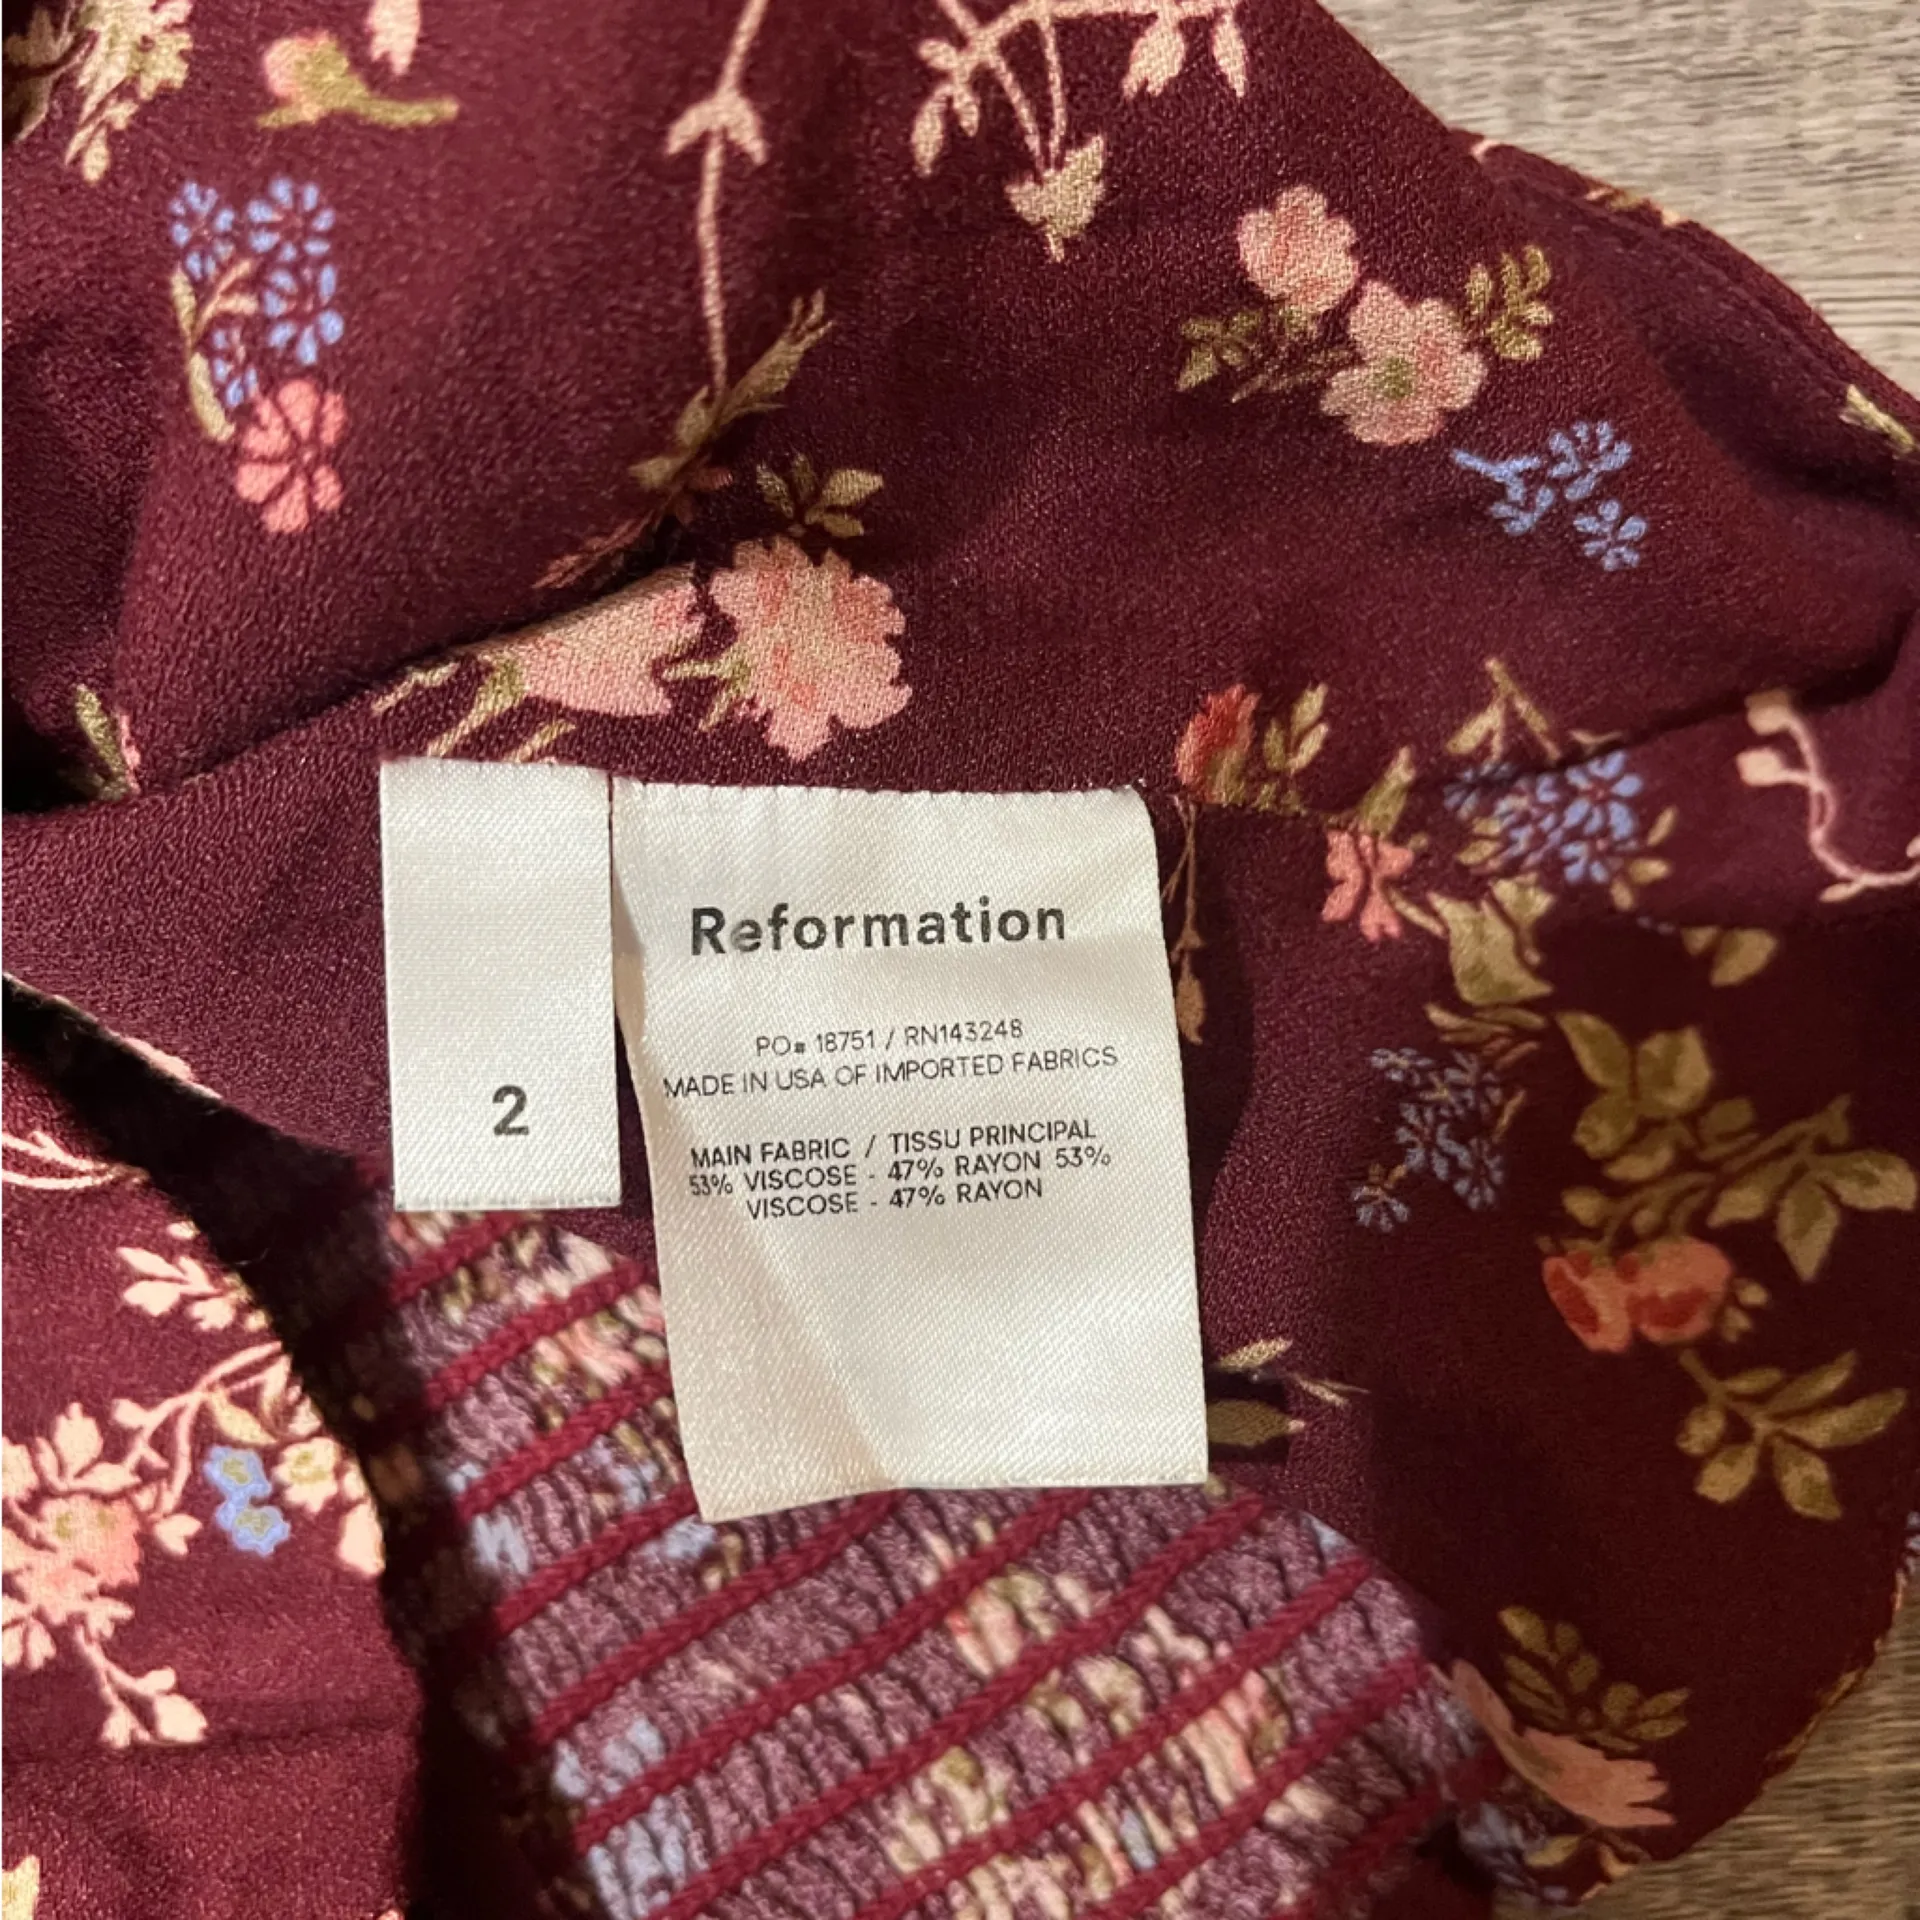 2
Reformation
PO# 18751 / RN143248
MADE IN USA OF IMPORTED FABRICS
MAIN FABRIC / TISSU PRINCIPAL
53% VISCOSE - 47% RAYON 53%
VISCOSE - 47% RAYON